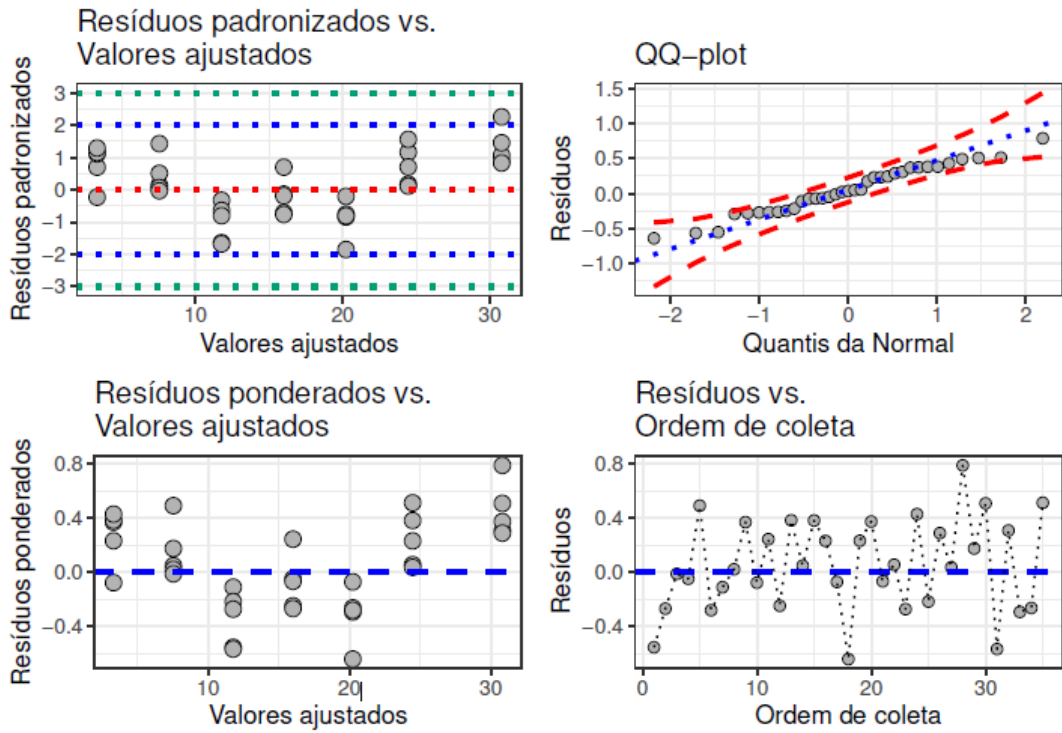 Resíduos padronizados vs.
Valores ajustados
Resíduos padronizados
3
2
1
0
−1
−2
−3
10
20
30
Valores ajustados
QQ−plot
Resíduos
1.5
1.0
0.5
0.0
−0.5
−1.0
−2
−1
0
1
2
Quantis da Normal
Resíduos ponderados vs.
Valores ajustados
Resíduos ponderados
0.8
0.4
0.0
−0.4
10
20
30
Valores ajustados
Resíduos vs.
Ordem de coleta
Resíduos
0.8
0.4
0.0
−0.4
0
10
20
30
Ordem de coleta